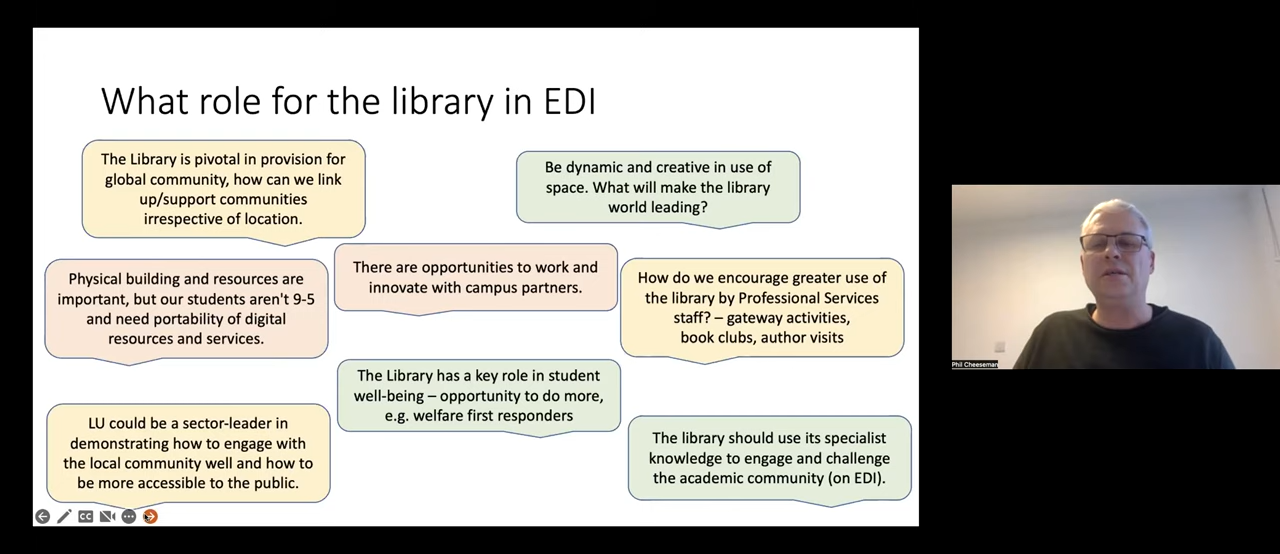 What role for the library in EDI
The Library is pivotal in provision for
global community, how can we link
up/support communities
irrespective of location.
Be dynamic and creative in use of
space. What will make the library
world leading?
Physical building and resources are
important, but our students aren't 9-5
and need portability of digital
resources and services.
There are opportunities to work and
innovate with campus partners.
How do we encourage greater use of
the library by Professional Services
staff? – gateway activities,
book clubs, author visits
The Library has a key role in student
well-being – opportunity to do more,
e.g. welfare first responders
LU could be a sector-leader in
demonstrating how to engage with
the local community well and how to
be more accessible to the public.
The library should use its specialist
knowledge to engage and challenge
the academic community (on EDI).
CC
Phil Cheeseman